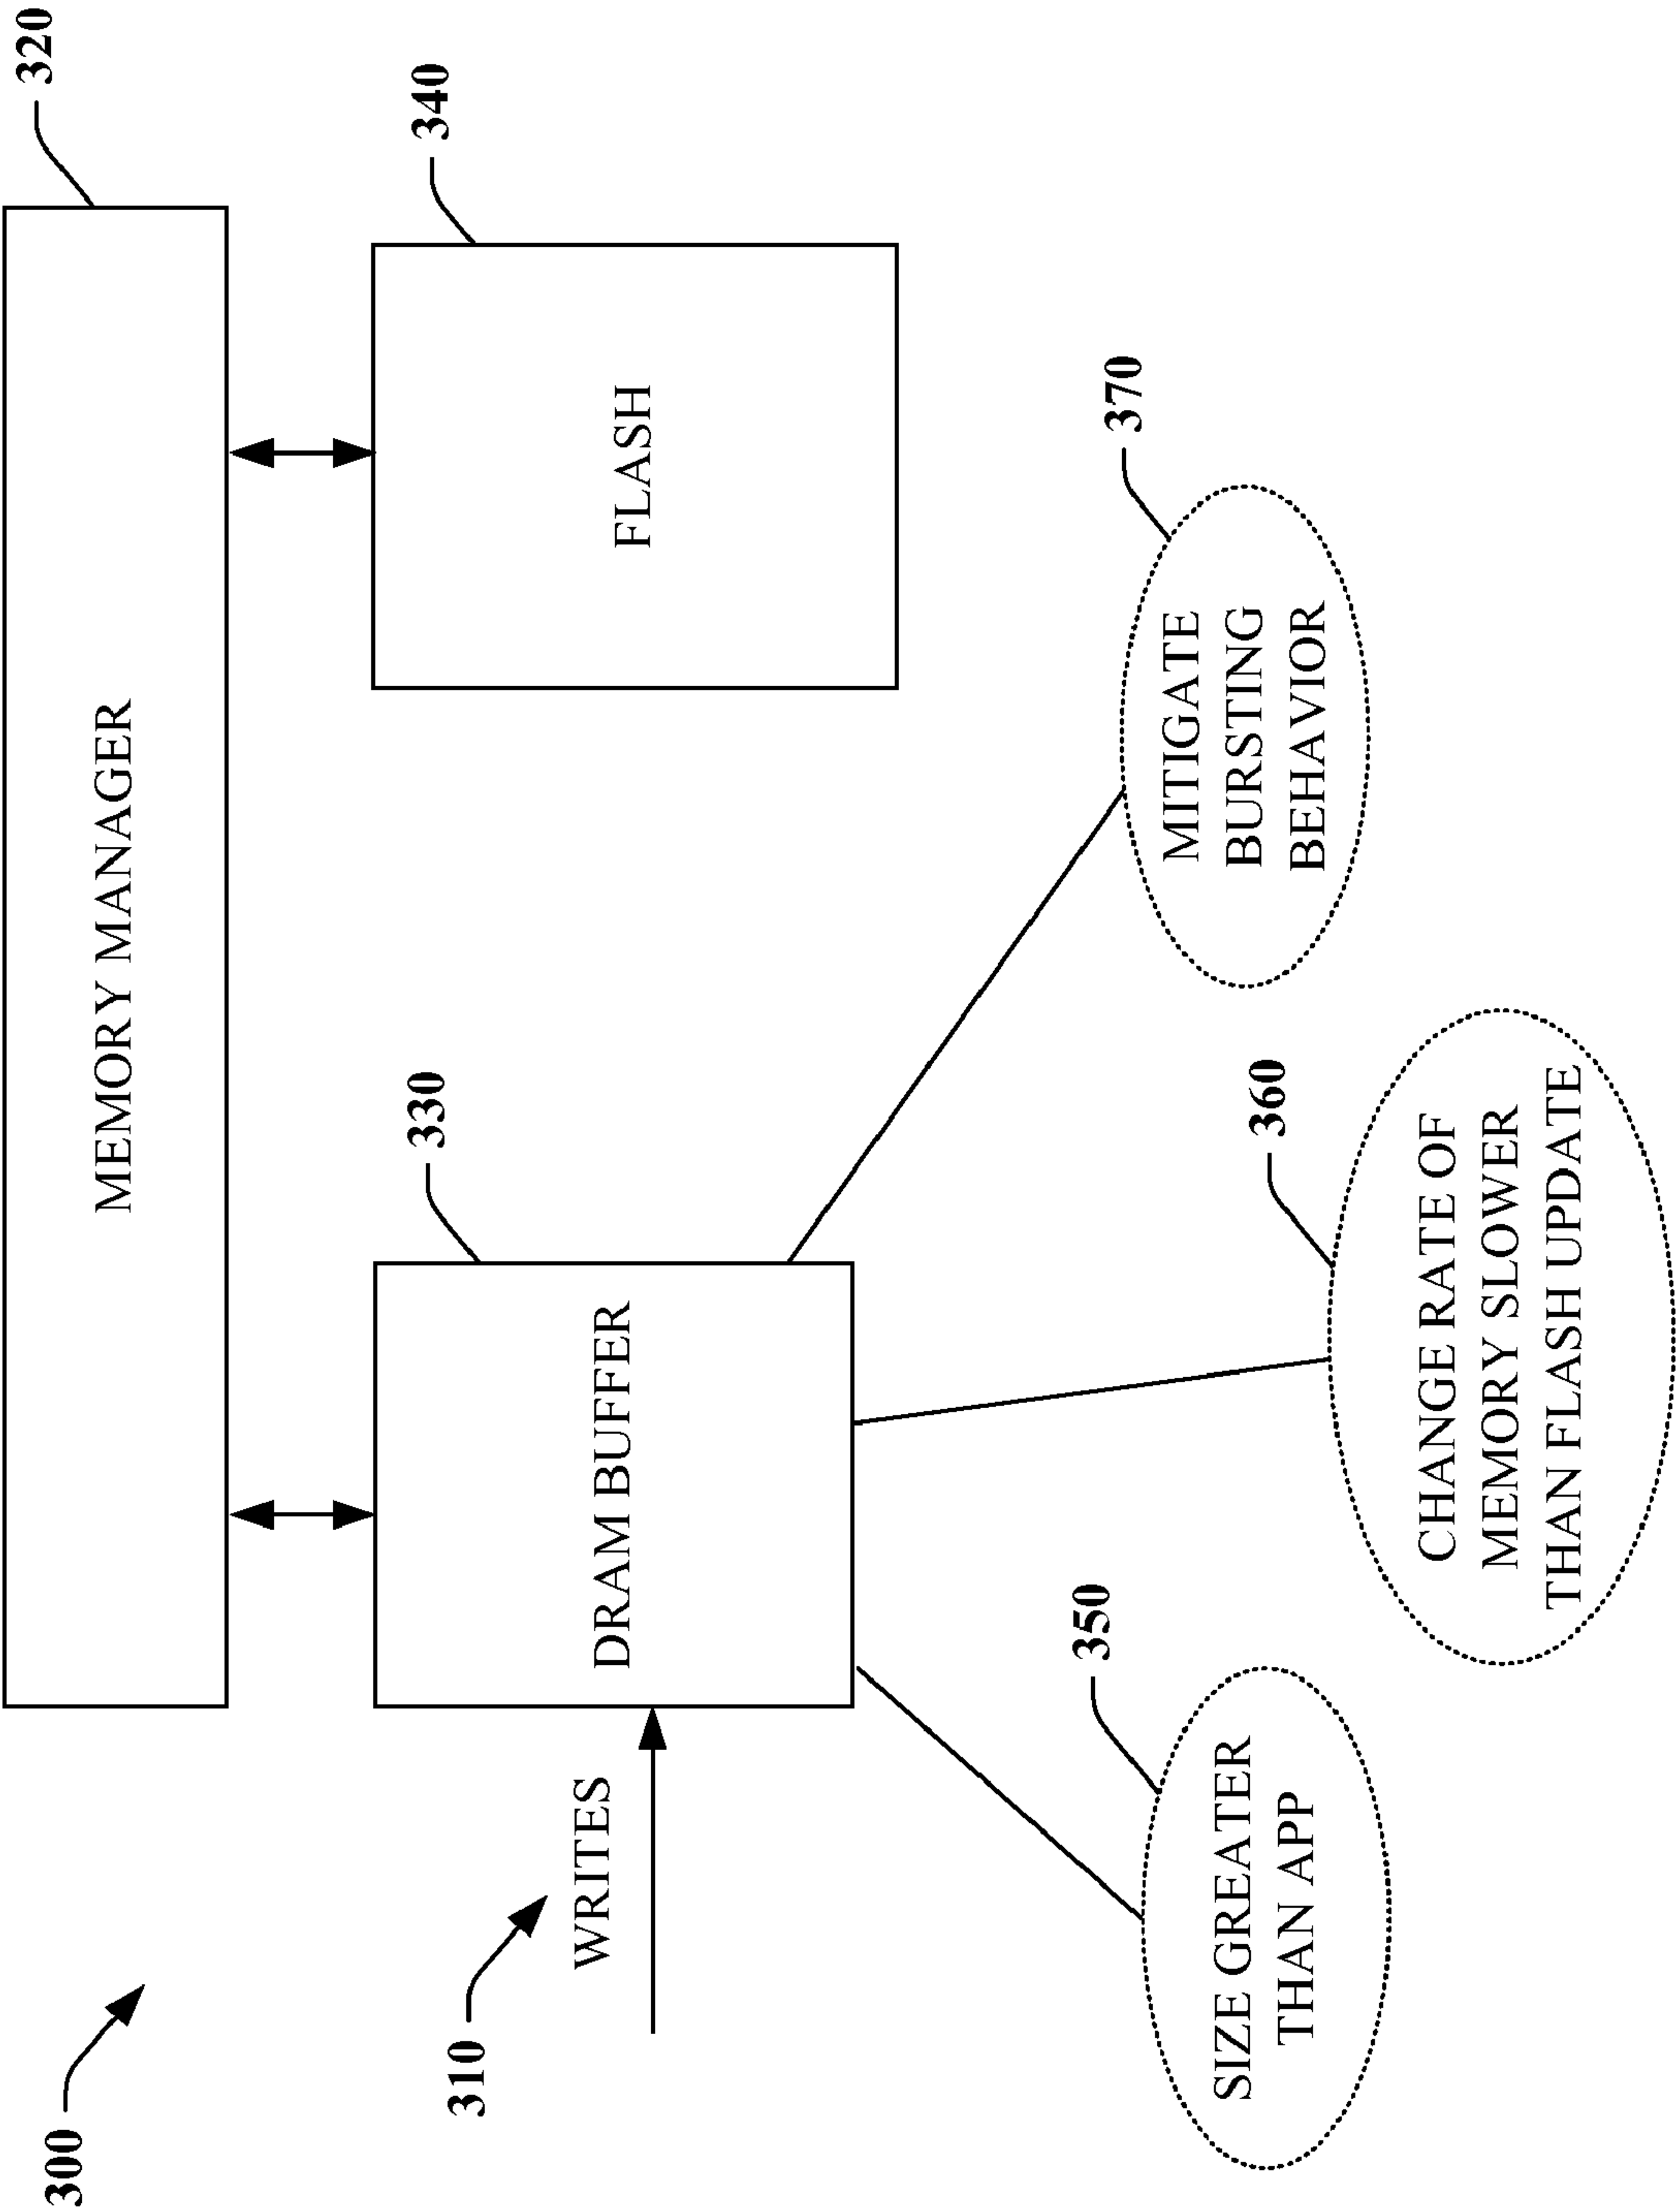 300
320
MEMORY MANAGER
310
330
340
WRITES
DRAM BUFFER
FLASH
350
360
370
SIZE GREATER
THAN APP
CHANGE RATE OF
MEMORY SLOWER
THAN FLASH UPDATE
MITIGATE
BURSTING
BEHAVIOR